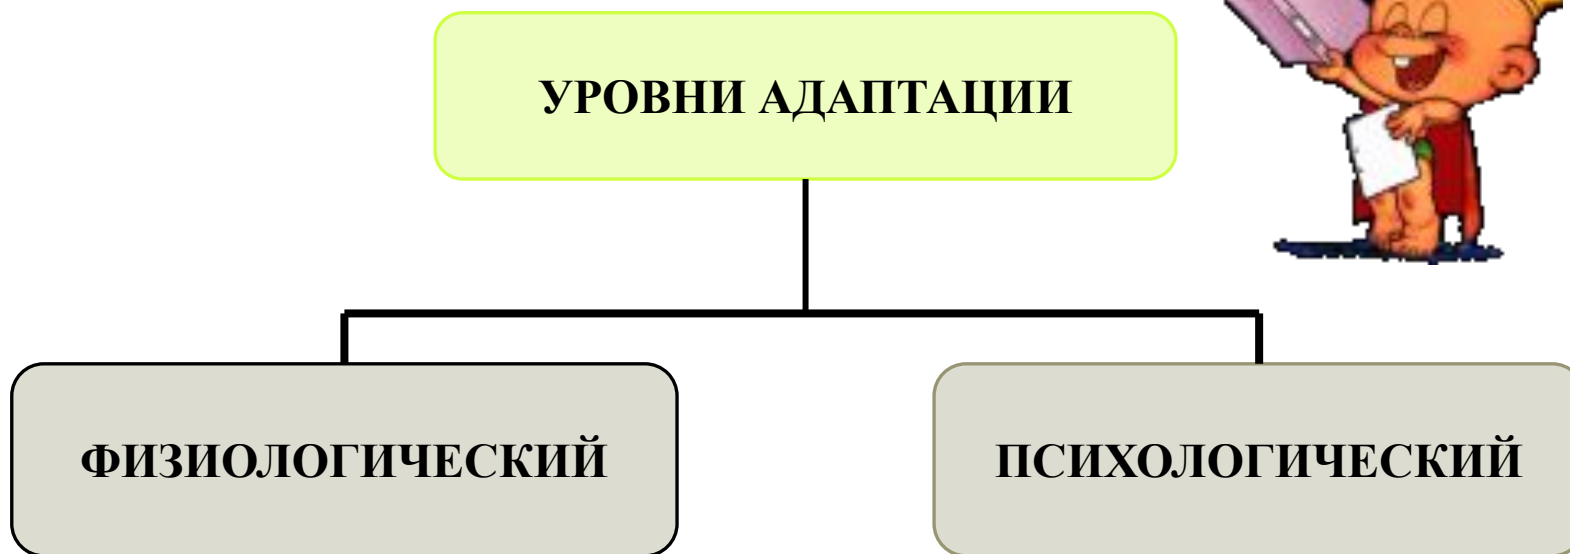 УРОВНИ АДАПТАЦИИ
ФИЗИОЛОГИЧЕСКИЙ
ПСИХОЛОГИЧЕСКИЙ